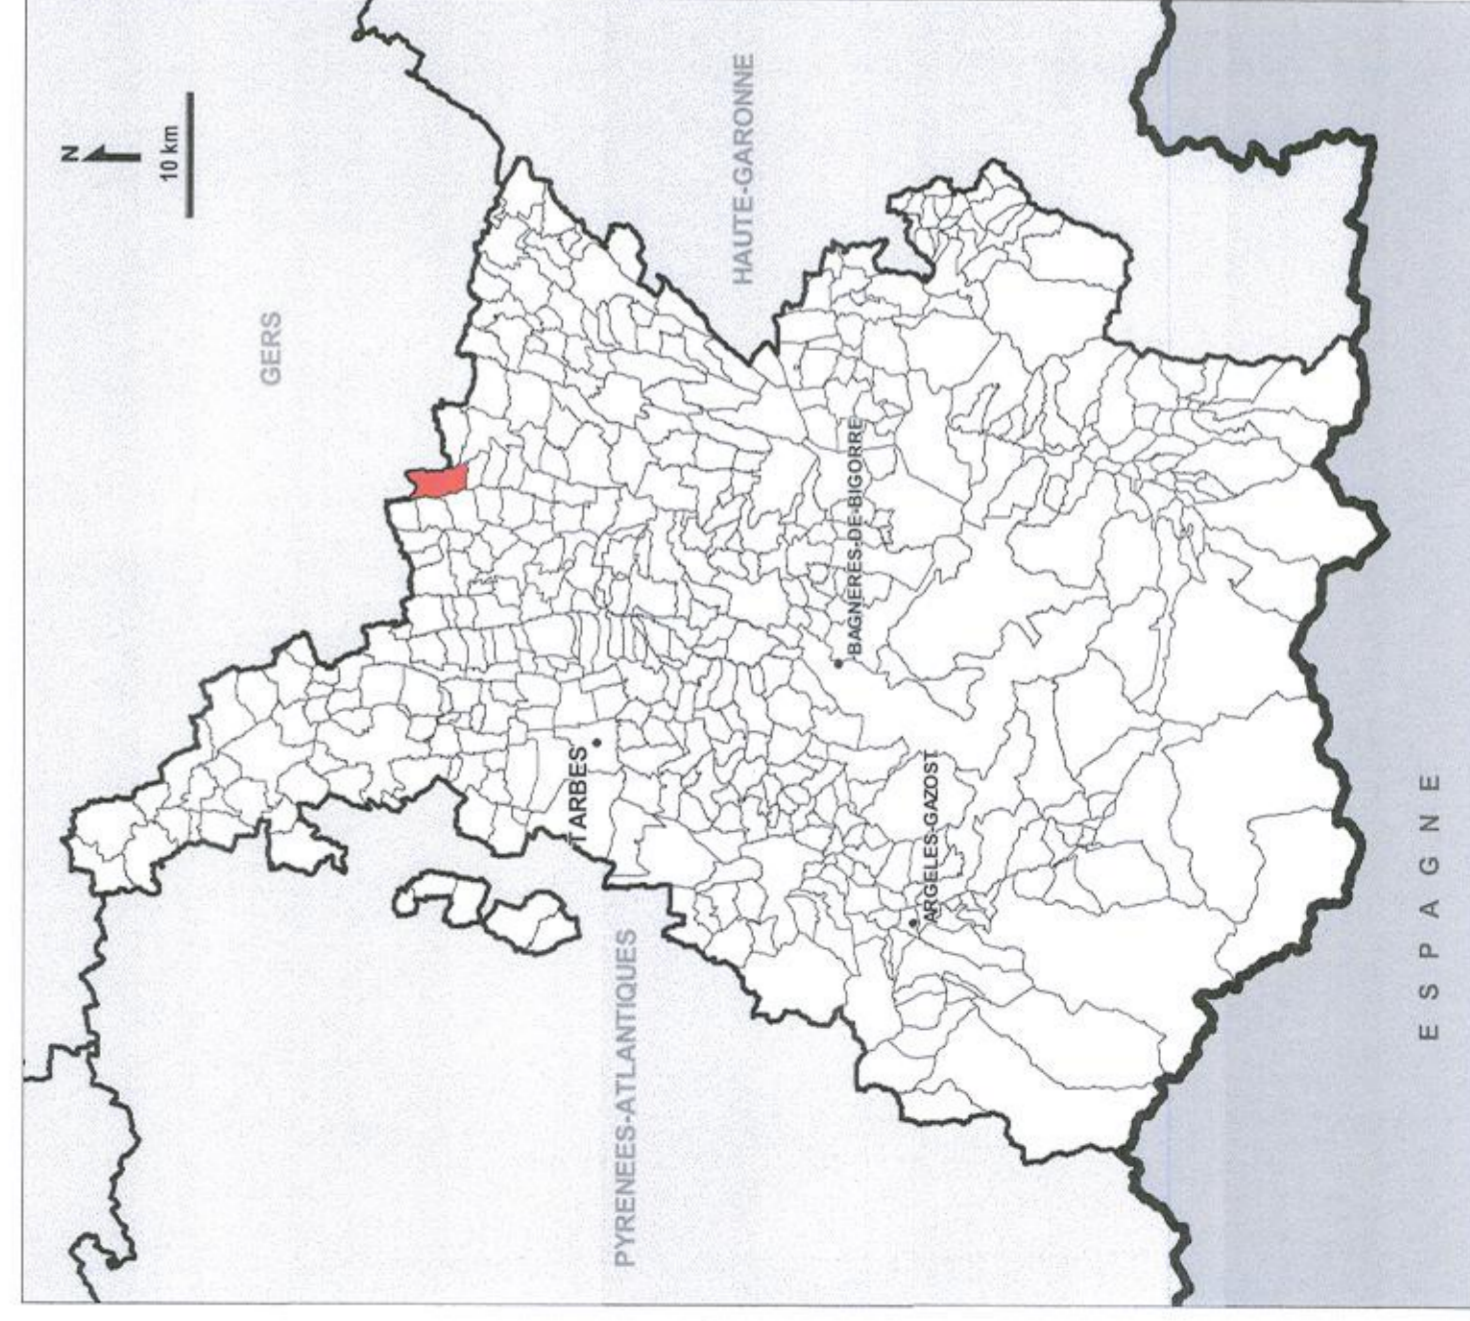 N
10 km
GERS
HAUTE-GARONNE
TARBES
BAGNERES-DE-BIGORRE
ARGELES-GAZOST
PYRENEES-ATLANTIQUES
ESPAGNE